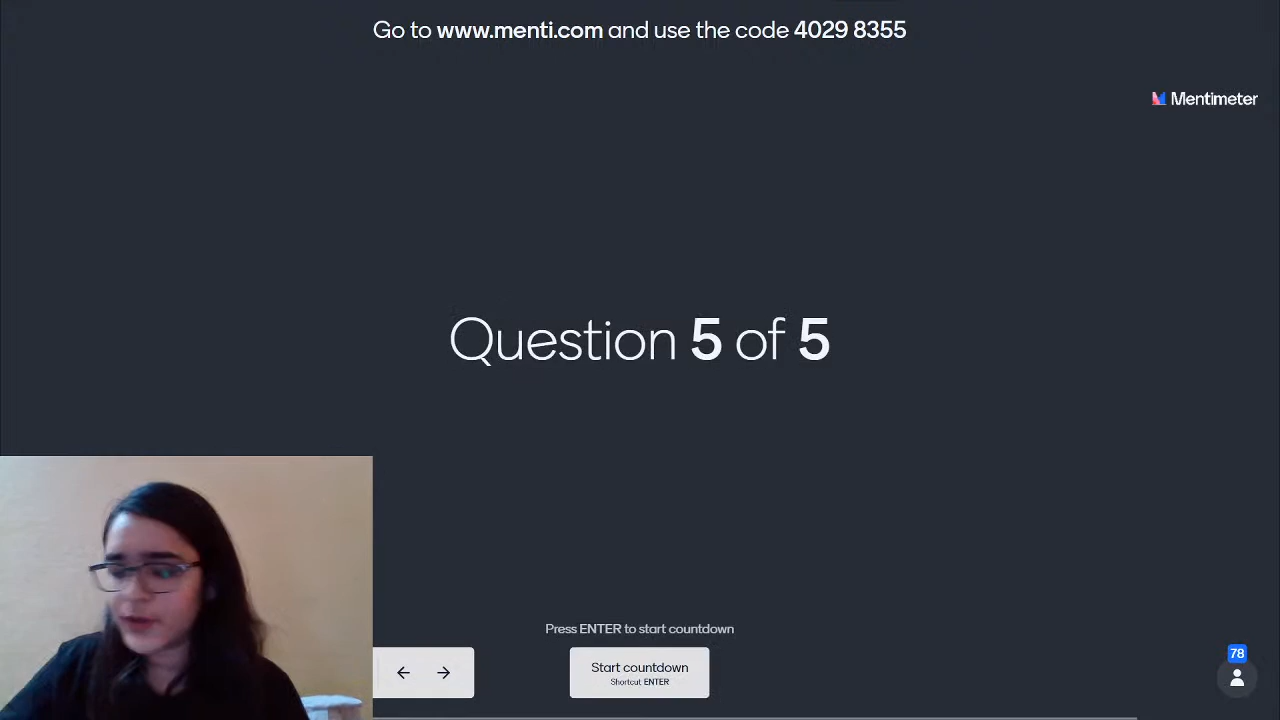 Go to www.menti.com and use the code 4029 8355
Mentimeter
Question 5 of 5
Press ENTER to start countdown
Start countdown
Shortcut ENTER
78